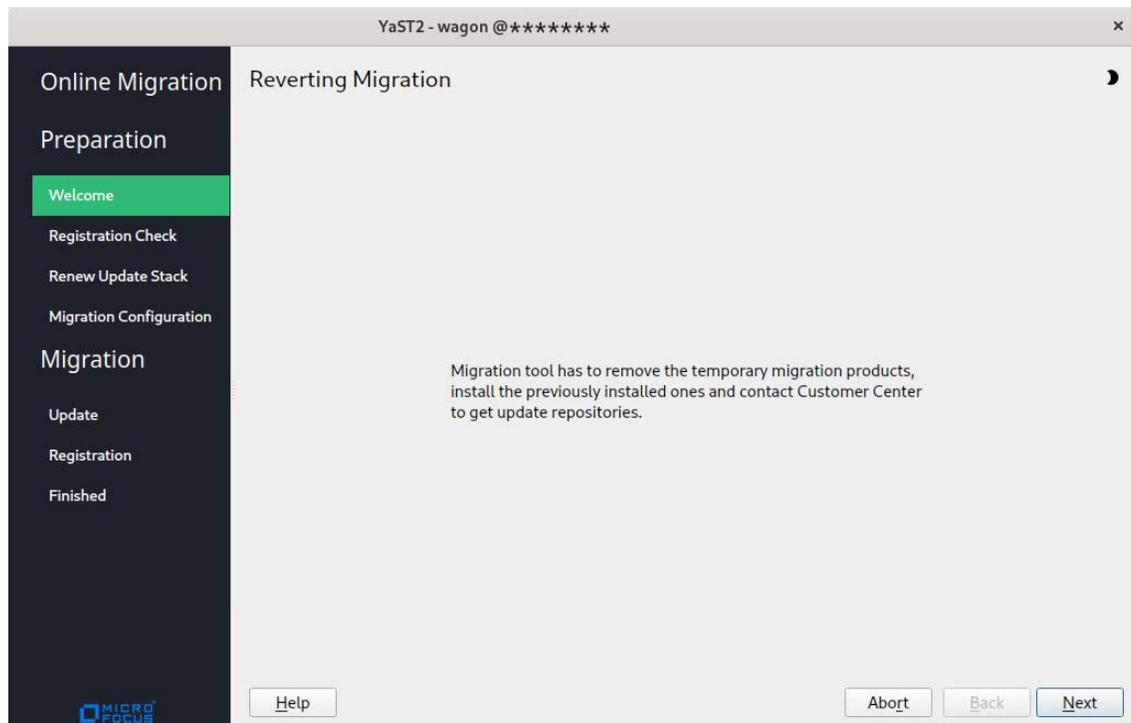 YaST2 - wagon @********
×
Online Migration
Preparation
Welcome
Registration Check
Renew Update Stack
Migration Configuration
Migration
Update
Registration
Finished
MICRO
FOCUS
Reverting Migration
Migration tool has to remove the temporary migration products,
install the previously installed ones and contact Customer Center
to get update repositories.
Help
Abort
Back
Next